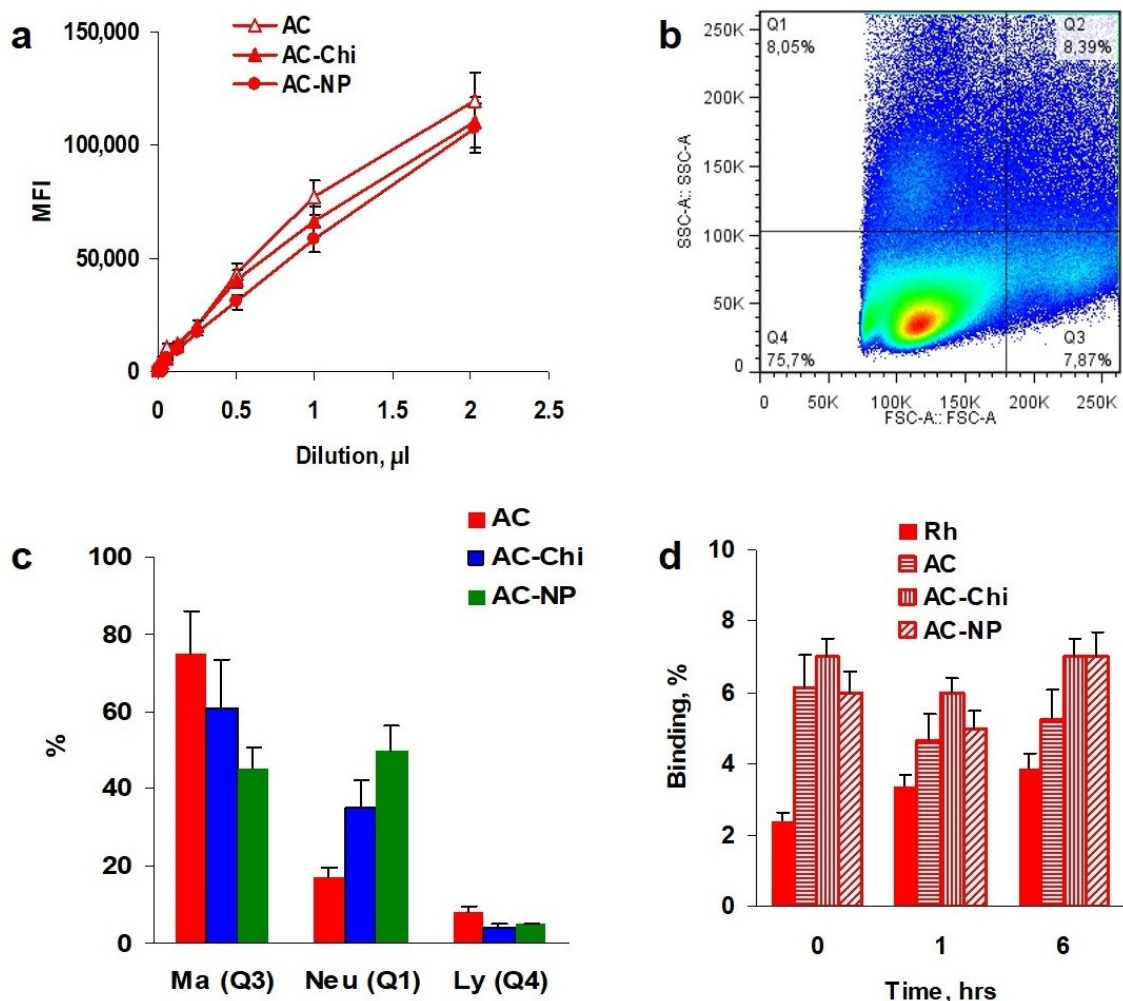 a
150,000
100,000
50,000
0
MFI
AC
AC-Chi
AC-NP
0 0.5 1 1.5 2 2.5
Dilution, µl
b
Q1
8,05%
Q2
8,39%
Q4
75,7%
Q3
7,87%
250K
200K
150K
100K
50K
0
SSC-A:: SSC-A
0 50K 100K 150K 200K 250K
FSC-A:: FSC-A
c
AC
AC-Chi
AC-NP
100
80
60
40
20
0
%
Ma (Q3) Neu (Q1) Ly (Q4)
d
Rh
AC
AC-Chi
AC-NP
10
8
6
4
2
0
Binding, %
0 1 6
Time, hrs